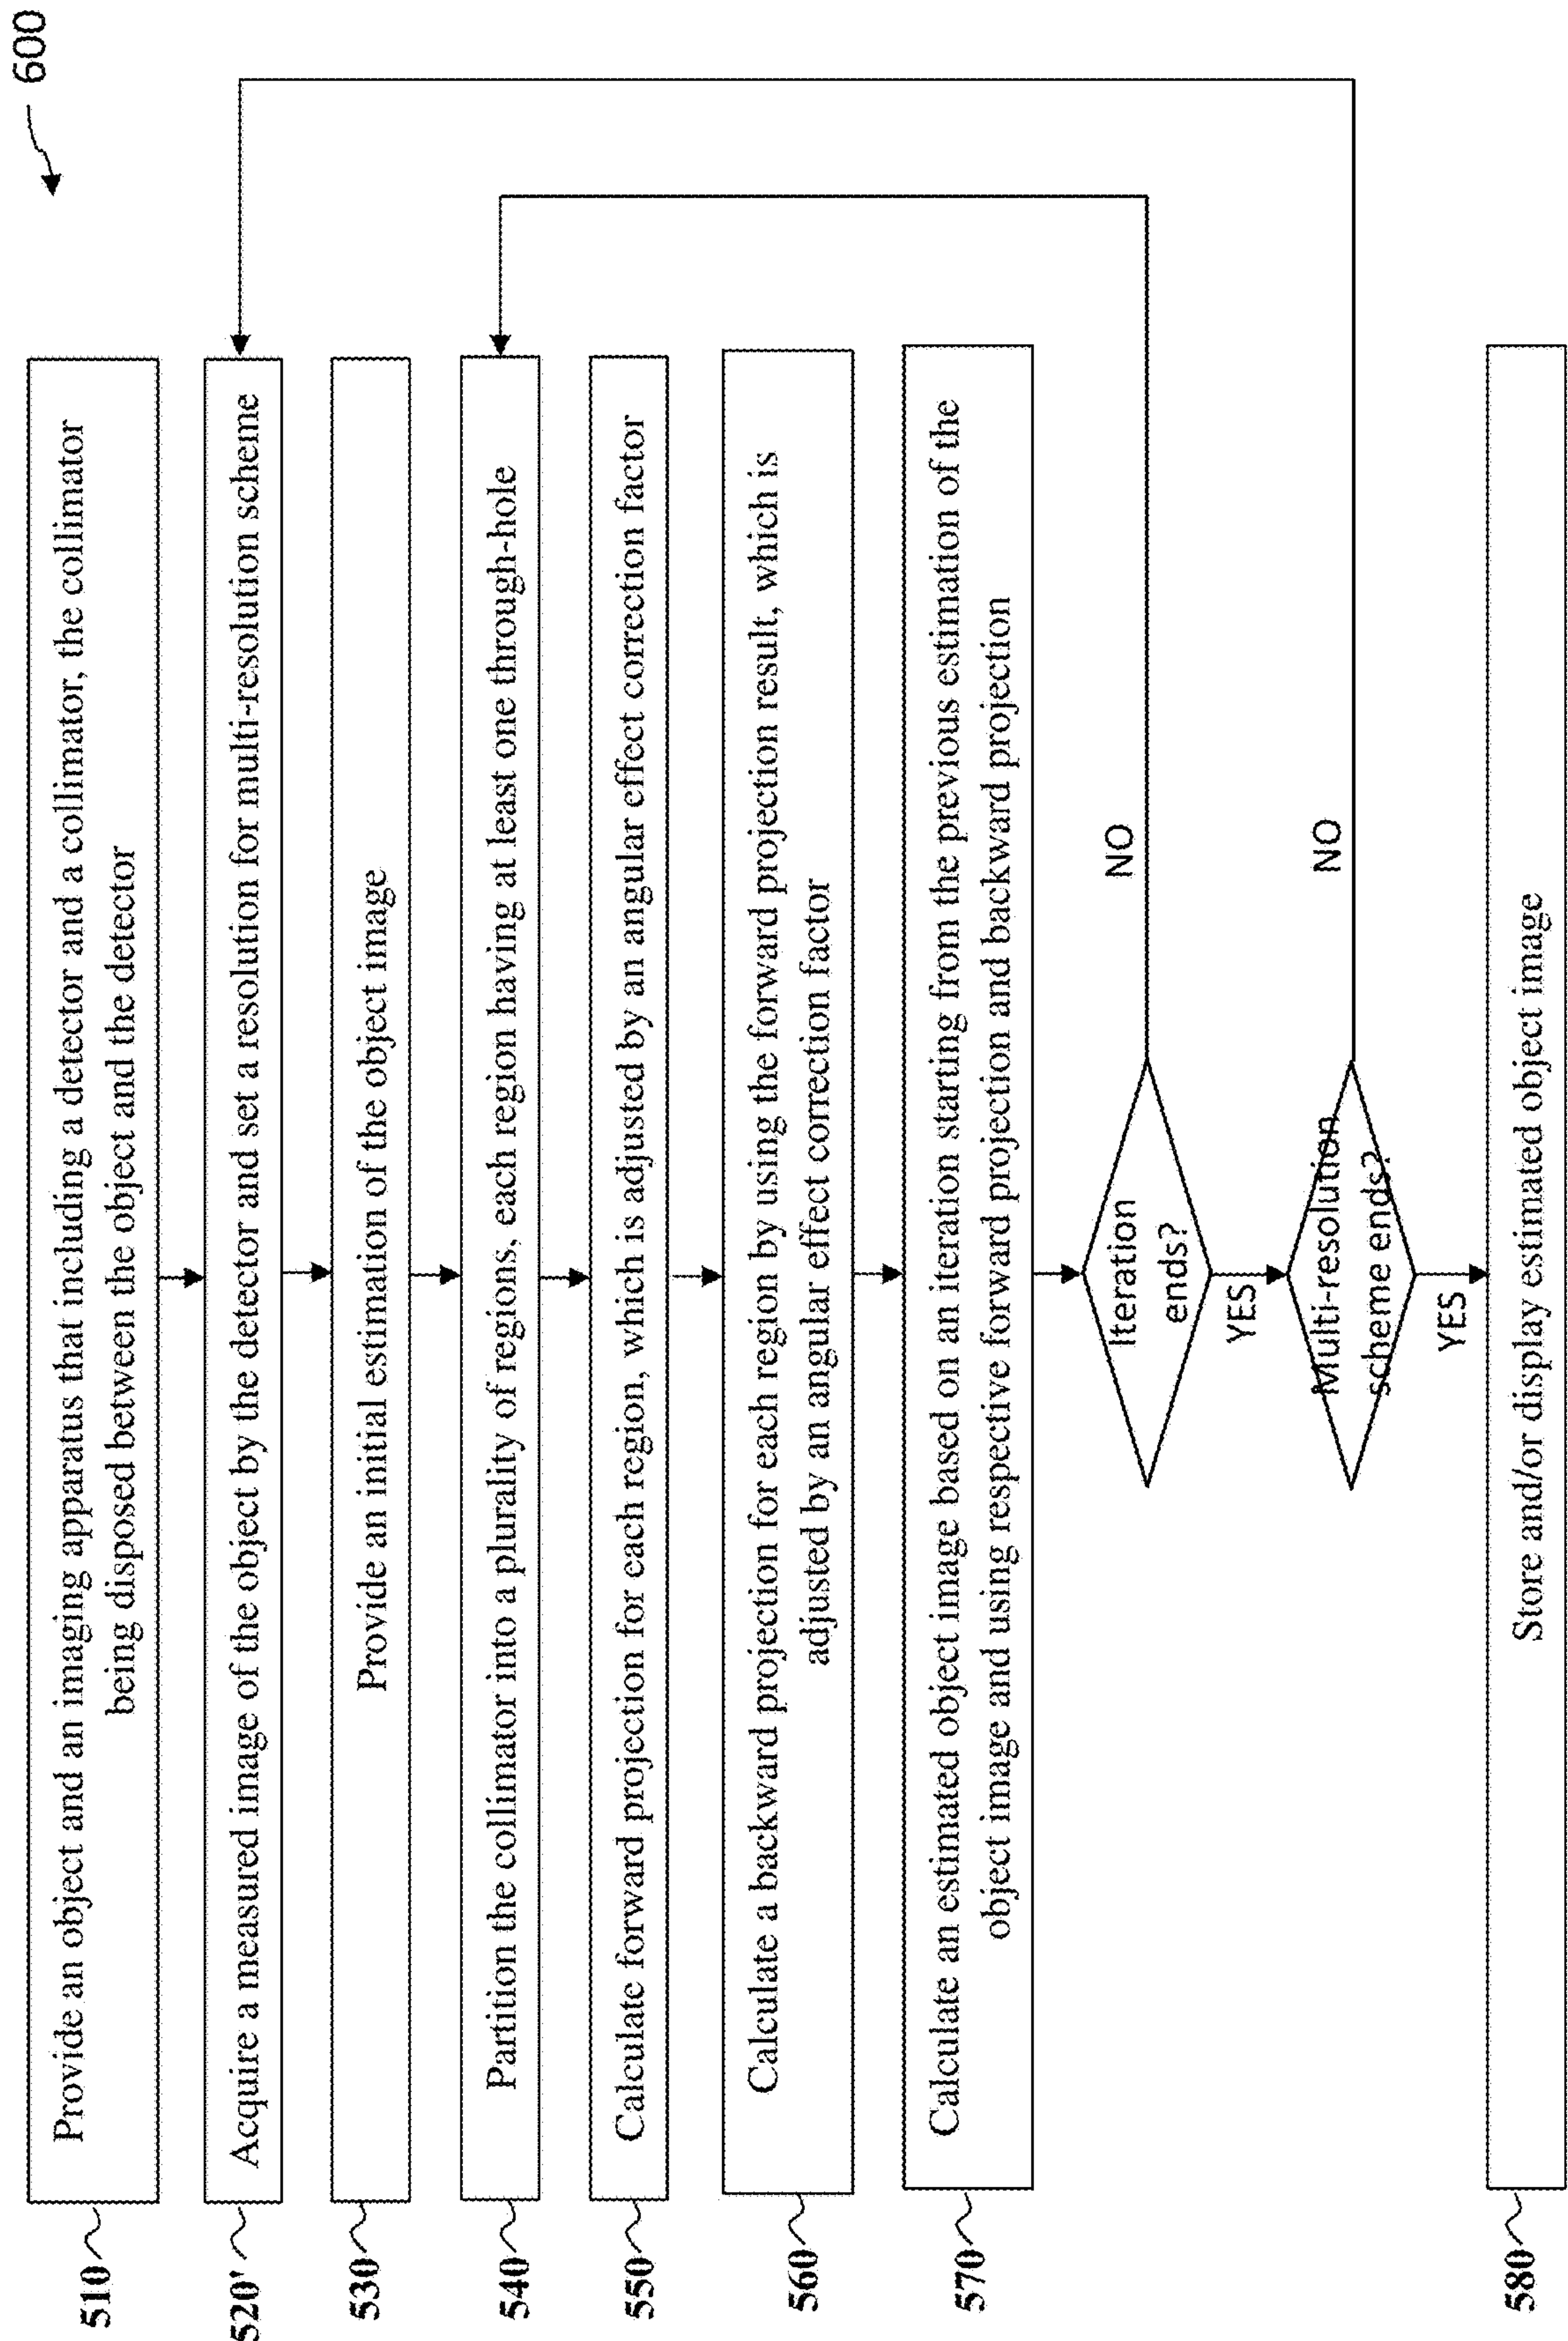 600
510
Provide an object and an imaging apparatus that including a detector and a collimator, the collimator
being disposed between the object and the detector
520'
Acquire a measured image of the object by the detector and set a resolution for multi-resolution scheme
530
Provide an initial estimation of the object image
540
Partition the collimator into a plurality of regions, each region having at least one through-hole
550
Calculate forward projection for each region, which is adjusted by an angular effect correction factor
560
Calculate a backward projection for each region by using the forward projection result, which is
adjusted by an angular effect correction factor
570
Calculate an estimated object image based on an iteration starting from the previous estimation of the
object image and using respective forward projection and backward projection
Iteration
ends?
NO
YES
Multi-resolution
scheme ends?
NO
YES
580
Store and/or display estimated object image